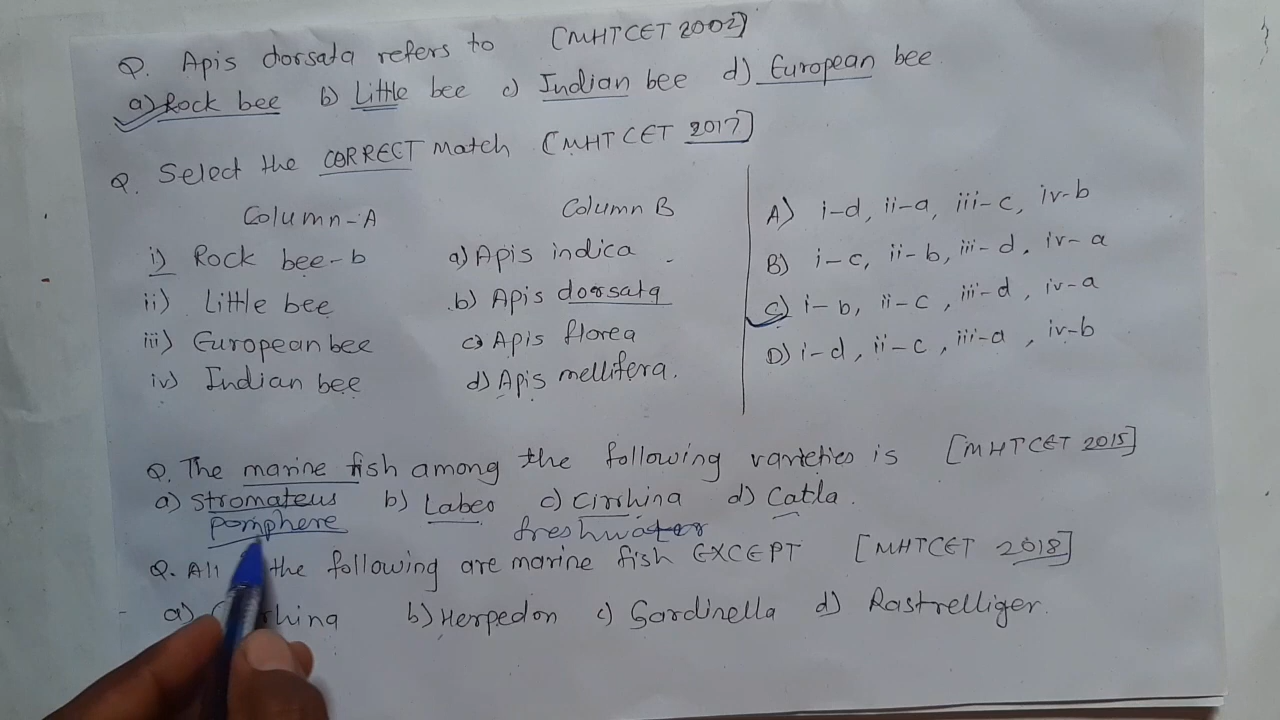 Q. Apis dorsata refers to [MHTCET 2002]
a) Rock bee b) Little bee c) Indian bee d) European bee
Q. Select the CORRECT Match [MHT CET 2017]
Column-A Column B
i) Rock bee-b a) Apis indica
ii) Little bee b) Apis dorsata
iii) European bee c) Apis florea
iv) Indian bee d) Apis mellifera.
A) i-d, ii-a, iii-c, iv-b
B) i-c, ii-b, iii-d, iv-a
C) i-b, ii-c, iii-d, iv-a
D) i-d, ii-c, iii-a, iv-b
Q. The marine fish among the following varieties is [MHTCET 2015]
a) Stromateus b) Labeo c) Cirrhina d) Catla.
pomphere freshwater
Q. All the following are marine fish EXCEPT [MHTCET 2018]
a) b) Herpedon c) Sardinella d) Rastrelliger.